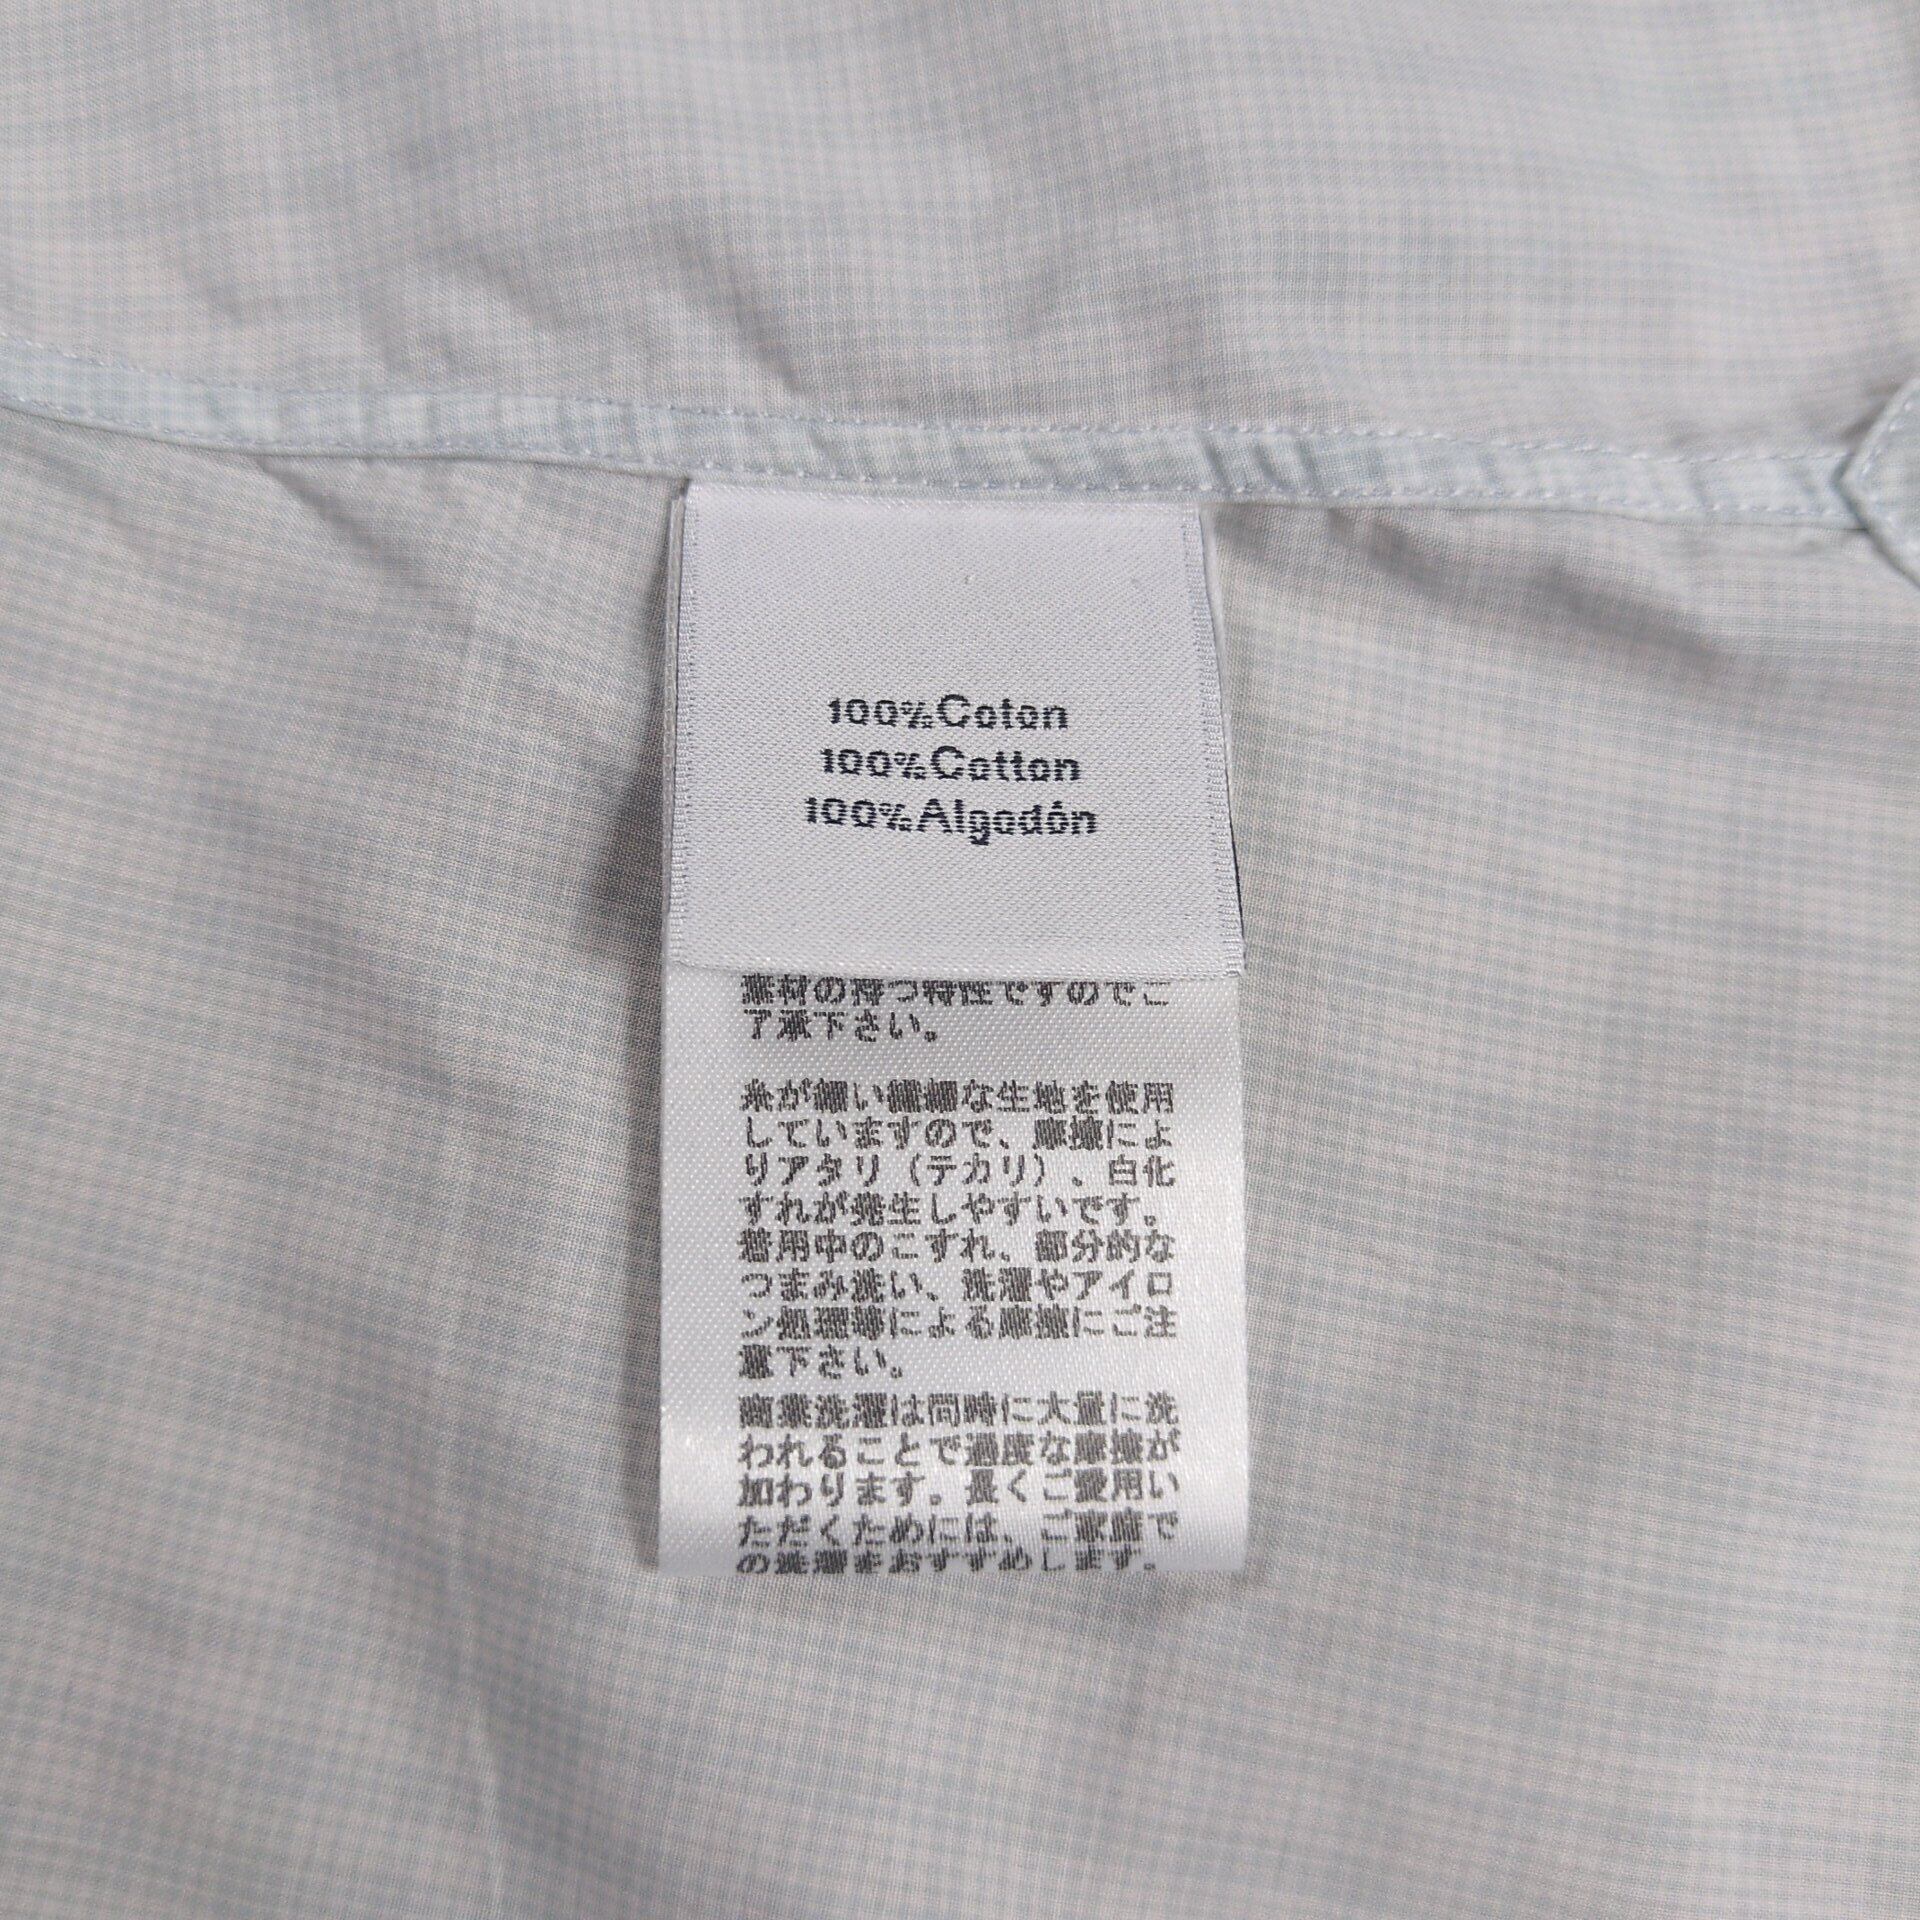 100%Coton
100%Cotton
100%Algodón
素材の持つ特性ですのでご
了承下さい。
糸が細い繊細な生地を使用
していますので、摩擦によ
りアタリ（テカリ）、白化
すれが発生しやすいです。
着用中のこすれ、部分的な
つまみ洗い、洗濯やアイロ
ン処理等による摩擦にご注
意下さい。
商業洗濯は同時に大量に洗
われることで過度な摩擦が
加わります。長くご愛用い
ただくためには、ご家庭で
の洗濯をおすすめします。